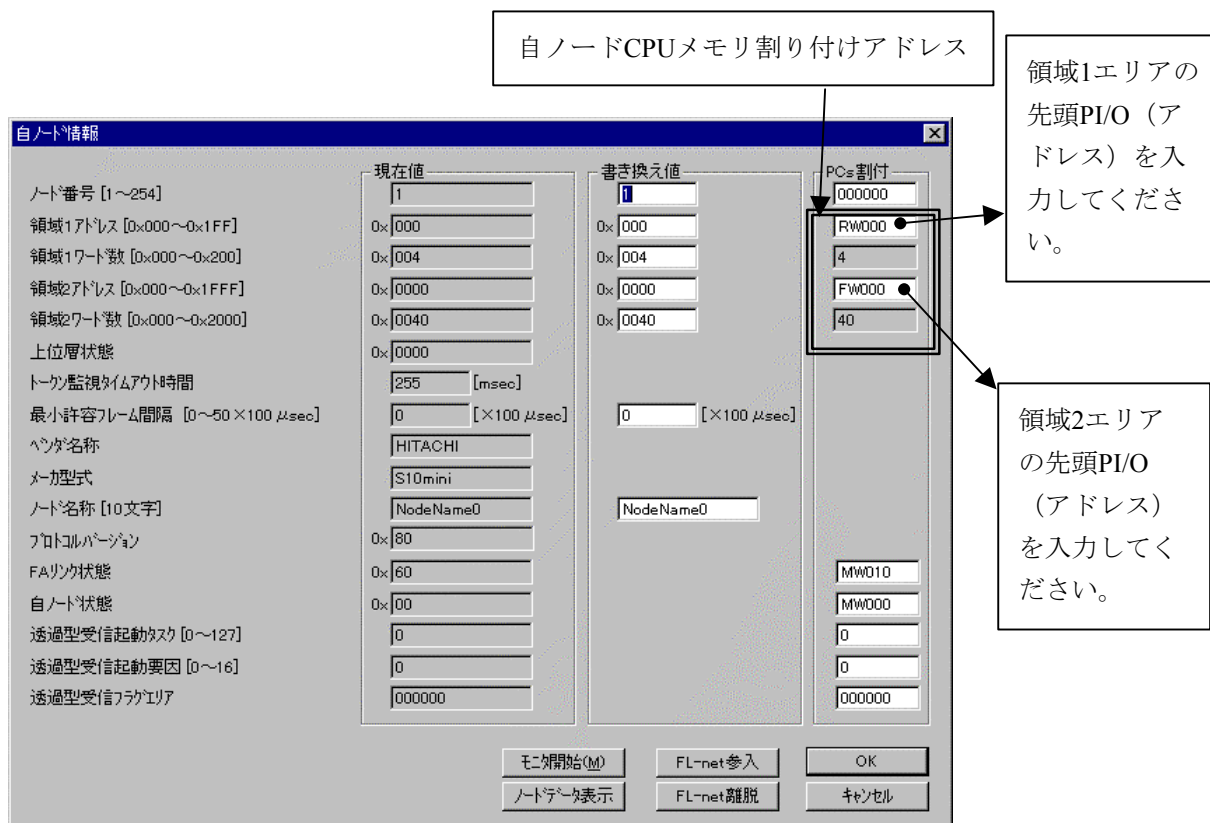 自ノードCPUメモリ割り付けアドレス
領域1エリアの
先頭PI/O（ア
ドレス）を入
力してくださ
い。
自ノード情報
現在値 書き換え値 PCs割付
ノード番号 [1～254] 1 1 000000
領域1アドレス [0x000～0x1FF] 0x 000 0x 000 RW000
領域1ワード数 [0x000～0x200] 0x 004 0x 004 4
領域2アドレス [0x000～0x1FFF] 0x 0000 0x 0000 FW000
領域2ワード数 [0x000～0x2000] 0x 0040 0x 0040 40
上位層状態 0x 0000
トークン監視タイムアウト時間 255 [msec]
最小許容フレーム間隔 [0～50×100 μsec] 0 [×100 μsec] 0 [×100 μsec]
ベンダ名称 HITACHI
メーカ型式 S10mini
ノード名称 [10文字] NodeName0 NodeName0
プロトコルバージョン 0x 80
FAリンク状態 0x 60 MW010
自ノード状態 0x 00 MW000
透過型受信起動タスク [0～127] 0 0
透過型受信起動要因 [0～16] 0 0
透過型受信フラグエリア 000000 000000
領域2エリア
の先頭PI/O
（アドレス）
を入力してく
ださい。
モニタ開始(M) FL-net参入 OK
ノードデータ表示 FL-net離脱 キャンセル